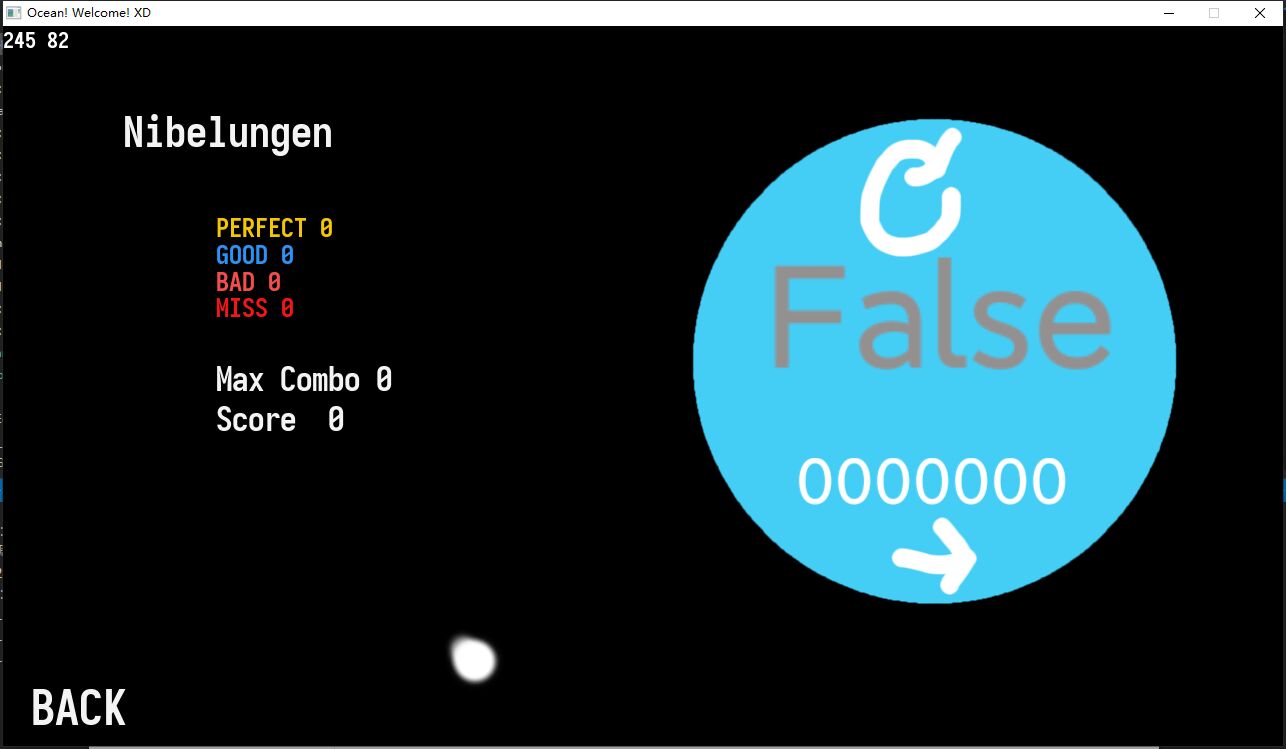 Ocean! Welcome! XD
245 82
Nibelungen
PERFECT 0
GOOD 0
BAD 0
MISS 0
Max Combo 0
Score 0
False
0000000
BACK